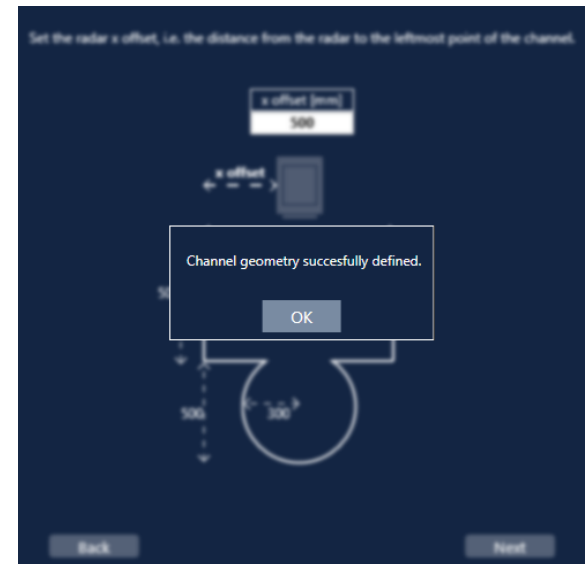 Set the radar x offset, i.e. the distance from the radar to the leftmost point of the channel.
x offset [mm]
500
x offset
Channel geometry succesfully defined.
OK
500
300
Back
Next